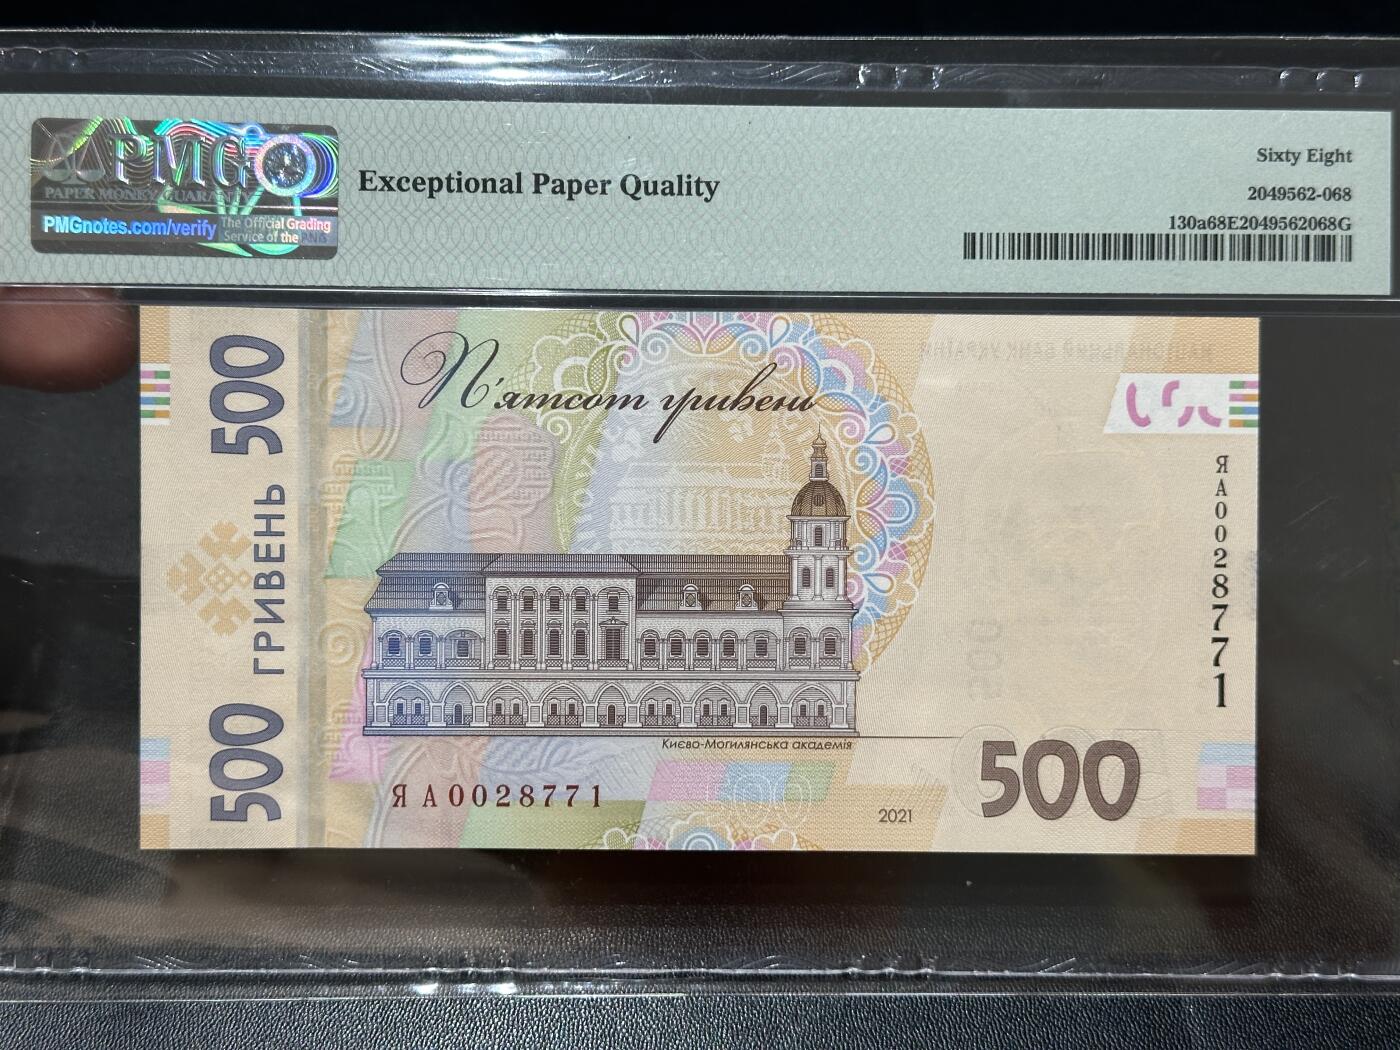 PMG
PAPER MONEY GUARANTY
PMGnotes.com/verify
The Official Grading
Service of the PNG
Exceptional Paper Quality
Sixty Eight
2049562-068
130a68E2049562068G
500 ГРИВЕНЬ 500
П'ятсот гривень
ЯА0028771
Києво-Могилянська академія
ЯА0028771
2021
500